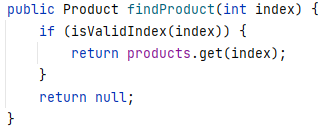 public Product findProduct(int index) {
    if (isValidIndex(index)) {
        return products.get(index);
    }
    return null;
}